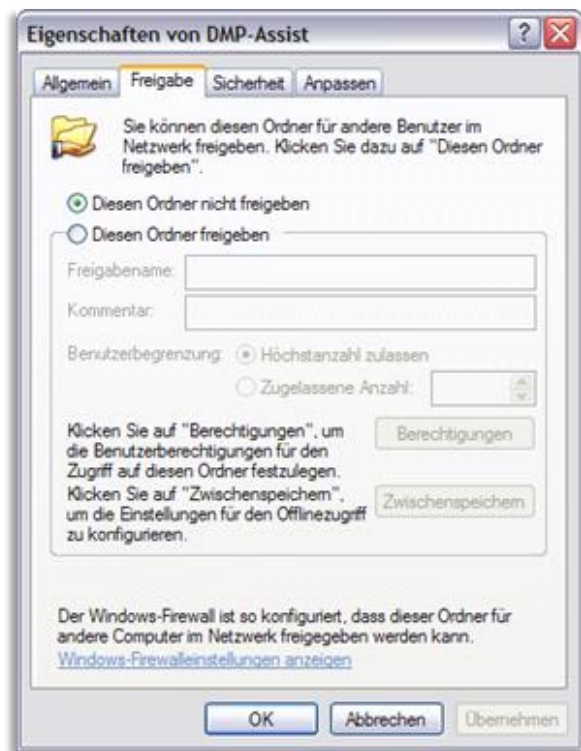 Eigenschaften von DMP-Assist
Allgemein Freigabe Sicherheit Anpassen
Sie können diesen Ordner für andere Benutzer im
Netzwerk freigeben. Klicken Sie dazu auf "Diesen Ordner
freigeben".
Diesen Ordner nicht freigeben
Diesen Ordner freigeben
Freigabename:
Kommentar:
Benutzerbegrenzung: Höchstanzahl zulassen
Zugelassene Anzahl:
Klicken Sie auf "Berechtigungen", um
die Benutzerberechtigungen für den
Zugriff auf diesen Ordner festzulegen.
Berechtigungen
Klicken Sie auf "Zwischenspeichern",
um die Einstellungen für den Offlinezugriff
zu konfigurieren.
Zwischenspeichern
Der Windows-Firewall ist so konfiguriert, dass dieser Ordner für
andere Computer im Netzwerk freigegeben werden kann.
Windows-Firewalleinstellungen anzeigen
OK Abbrechen Übernehmen